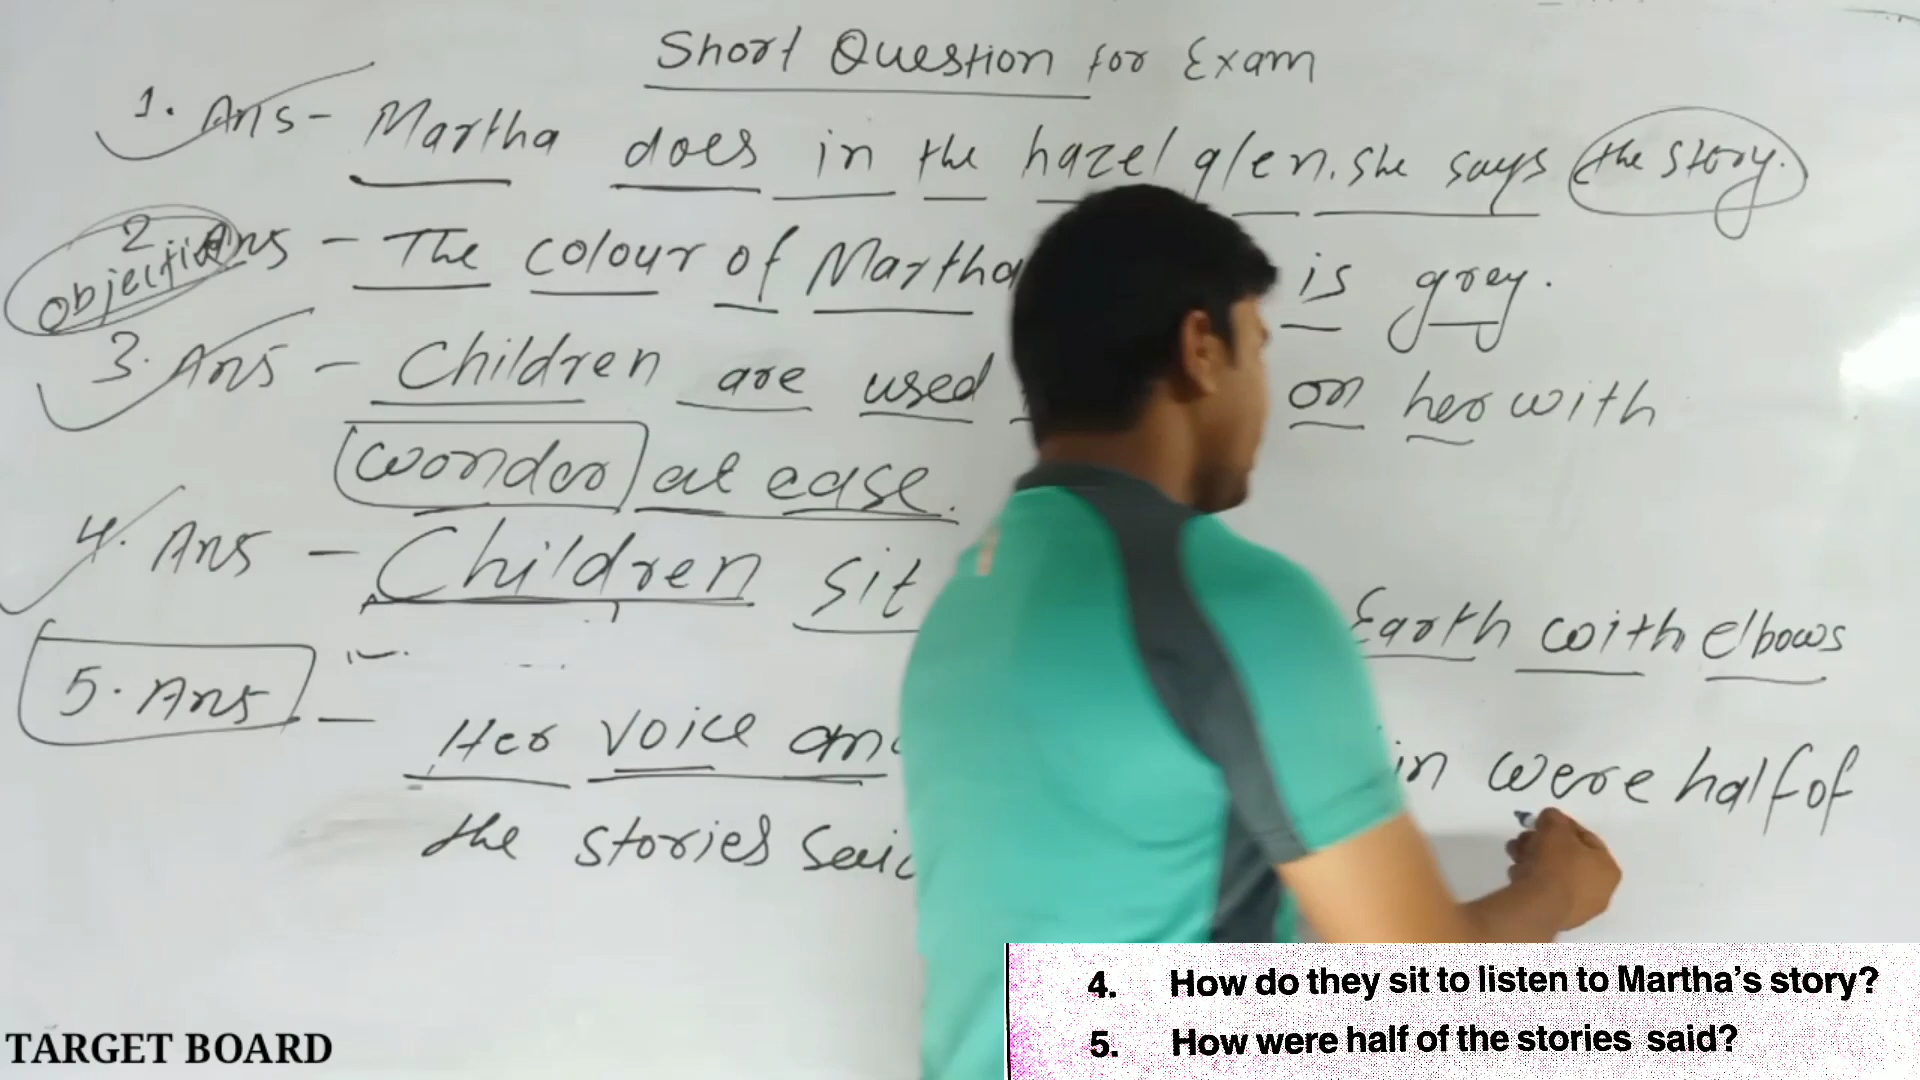 Short Question for Exam
1. Ans - Martha does in the hazel glen. She says the story.
2 Ans - The colour of Martha is grey.
objective
3. Ans - Children are used on her with
wonder at ease.
4. Ans - Children sit Earth with elbows
5. Ans -
Her voice in were half of
the stories
4. How do they sit to listen to Martha's story?
5. How were half of the stories said?
TARGET BOARD